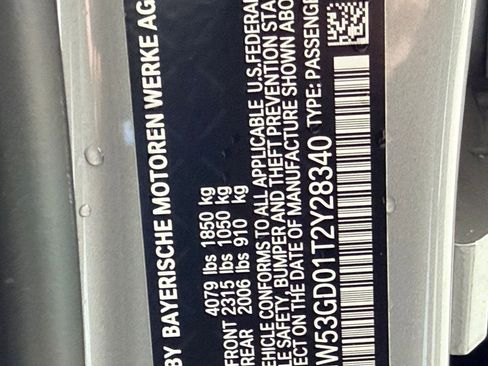 BY BAYERISCHE MOTOREN WERKE AG
4079 lbs 1850 kg
FRONT 2315 lbs 1050 kg
REAR 2006 lbs 910 kg
VEHICLE CONFORMS TO ALL APPLICABLE U.S. FEDERAL
SAFETY, BUMPER AND THEFT PREVENTION STA
ECT ON THE DATE OF MANUFACTURE SHOWN ABO
W53GD01T2Y28340 TYPE: PASSENGE